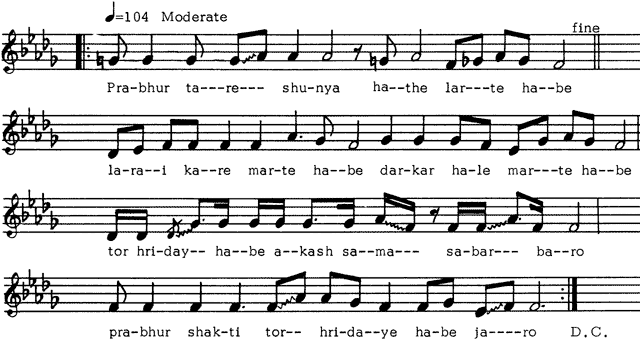 ♩=104 Moderate
fine
Pra-bhur ta---re--- shu-nya ha--the lar---te ha--be
la-ra--i ka--re mar-te ha--be dar-kar ha-le mar---te ha--be
tor hri-day-- ha-be a-kash sa-ma--- sa-bar--- ba--ro
pra-bhur shak-ti tor-- hri-da--ye habe ja----ro D.C.